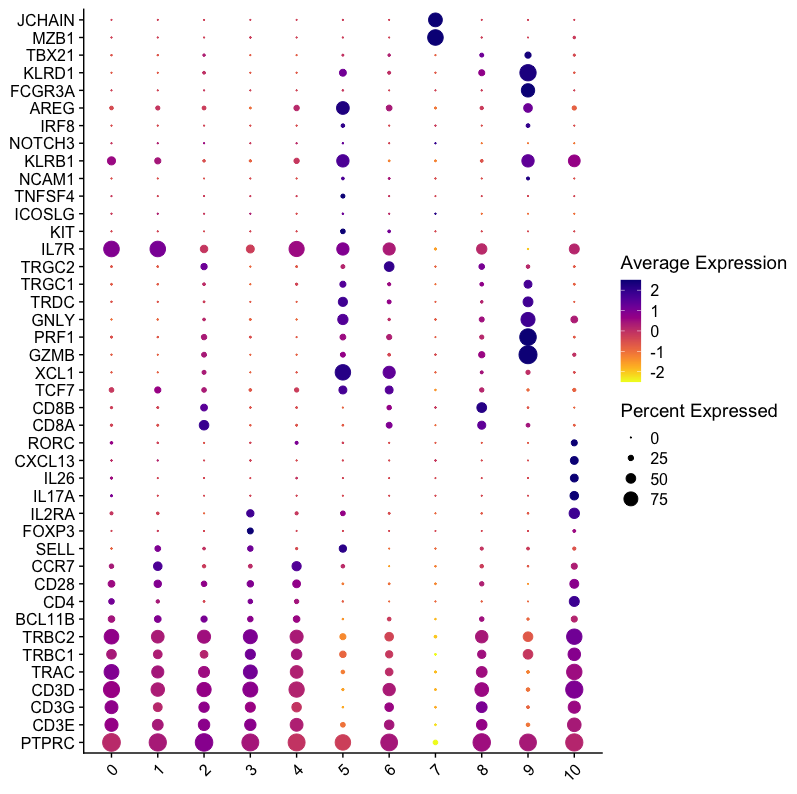 JCHAIN
MZB1
TBX21
KLRD1
FCGR3A
AREG
IRF8
NOTCH3
KLRB1
NCAM1
TNFSF4
ICOSLG
KIT
IL7R
TRGC2
TRGC1
TRDC
GNLY
PRF1
GZMB
XCL1
TCF7
CD8B
CD8A
RORC
CXCL13
IL26
IL17A
IL2RA
FOXP3
SELL
CCR7
CD28
CD4
BCL11B
TRBC2
TRBC1
TRAC
CD3D
CD3G
CD3E
PTPRC
0 1 2 3 4 5 6 7 8 9 10
Average Expression
2
1
0
-1
-2
Percent Expressed
0
25
50
75